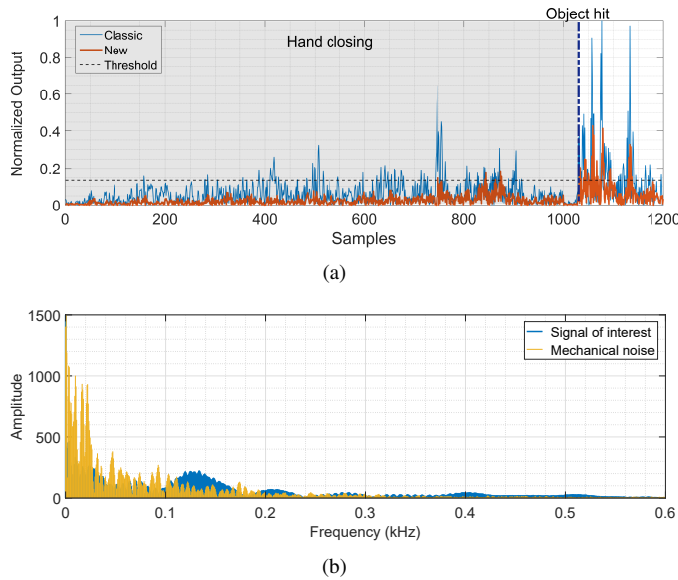 Object hit
Classic
New
Threshold
Hand closing
Normalized Output
1
0.8
0.6
0.4
0.2
0
0 200 400 600 800 1000 1200
Samples
(a)
Signal of interest
Mechanical noise
Amplitude
1500
1000
500
0
0 0.1 0.2 0.3 0.4 0.5 0.6
Frequency (kHz)
(b)